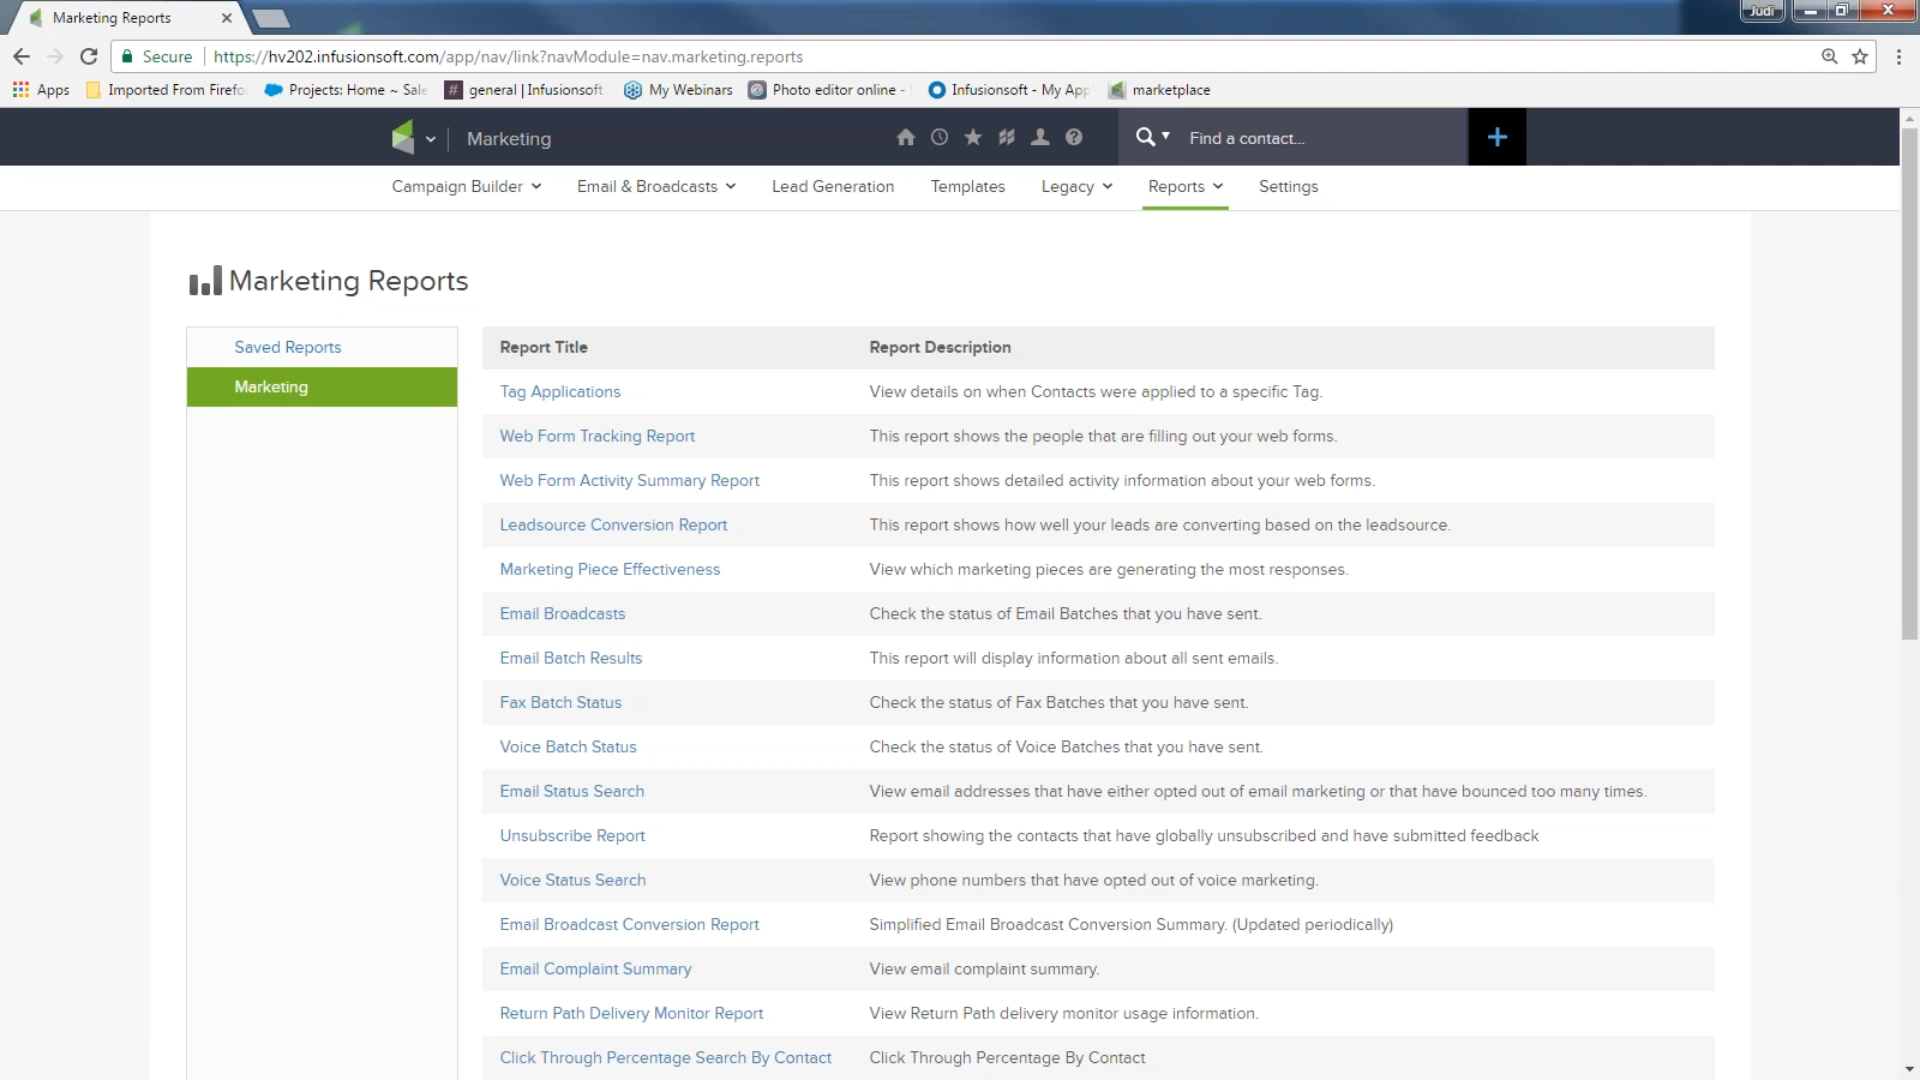 Marketing Reports
Judi
Secure
https://hv202.infusionsoft.com/app/nav/link?navModule=nav.marketing.reports
Apps
Imported From Firefo
Projects: Home ~ Sale
# general | Infusionsoft
My Webinars
Photo editor online -
Infusionsoft - My App
marketplace
Marketing
Find a contact...
Campaign Builder
Email & Broadcasts
Lead Generation
Templates
Legacy
Reports
Settings
Marketing Reports
Saved Reports
Marketing
Report Title Report Description
Tag Applications View details on when Contacts were applied to a specific Tag.
Web Form Tracking Report This report shows the people that are filling out your web forms.
Web Form Activity Summary Report This report shows detailed activity information about your web forms.
Leadsource Conversion Report This report shows how well your leads are converting based on the leadsource.
Marketing Piece Effectiveness View which marketing pieces are generating the most responses.
Email Broadcasts Check the status of Email Batches that you have sent.
Email Batch Results This report will display information about all sent emails.
Fax Batch Status Check the status of Fax Batches that you have sent.
Voice Batch Status Check the status of Voice Batches that you have sent.
Email Status Search View email addresses that have either opted out of email marketing or that have bounced too many times.
Unsubscribe Report Report showing the contacts that have globally unsubscribed and have submitted feedback
Voice Status Search View phone numbers that have opted out of voice marketing.
Email Broadcast Conversion Report Simplified Email Broadcast Conversion Summary. (Updated periodically)
Email Complaint Summary View email complaint summary.
Return Path Delivery Monitor Report View Return Path delivery monitor usage information.
Click Through Percentage Search By Contact Click Through Percentage By Contact